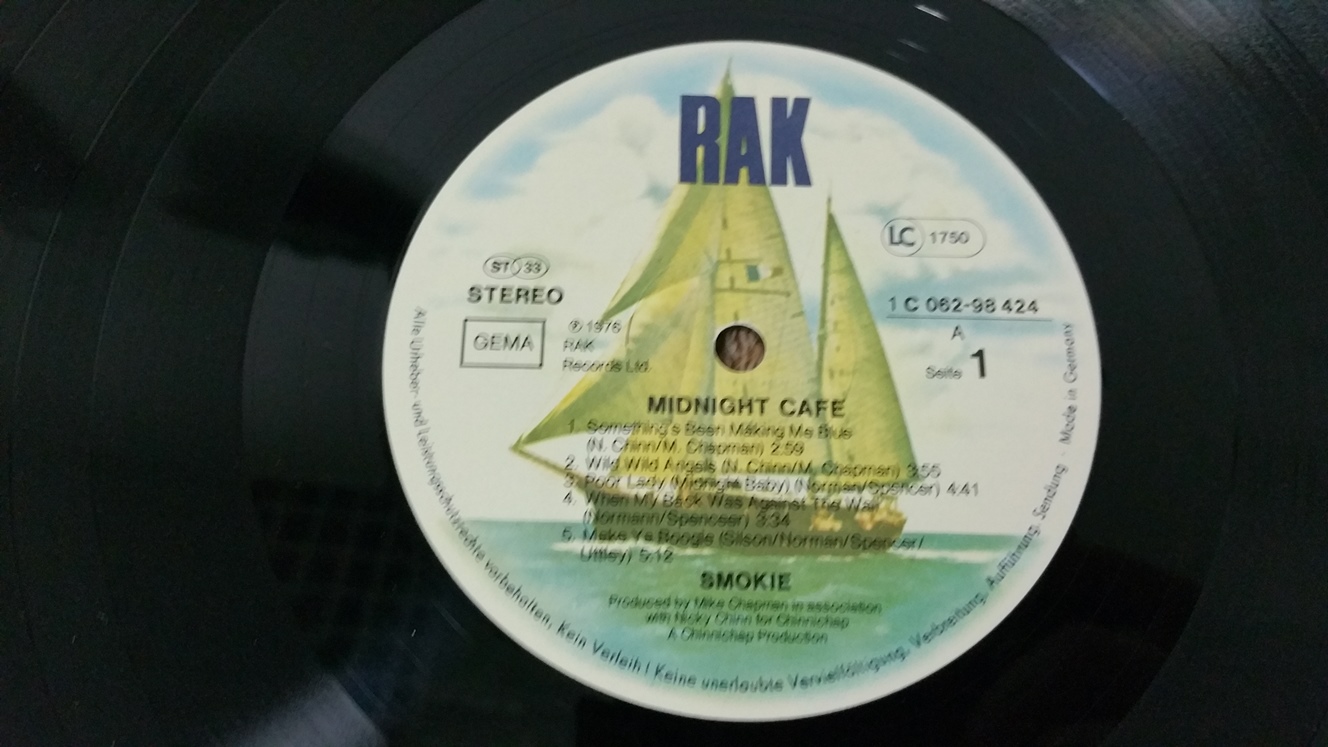 RAK
LC 1750
ST 33
STEREO
GEMA
℗ 1976
RAK
Records Ltd.
1 C 062-98 424
A
Seite 1
MIDNIGHT CAFE
1. Something's Been Making Me Blue
(N. Chinn/M. Chapman) 2:59
2. Wild Wild Angels (N. Chinn/M. Chapman) 3:55
3. Poor Lady (Midnight Baby) (Norman/Spencer) 4:41
4. When My Back Was Against The Wall
(Normann/Spenceer) 3:34
5. Make Ya Boogie (Silson/Norman/Spencer/
Uttley) 5:12
SMOKIE
Produced by Mike Chapman in association
with Nicky Chinn for Chinnichap
A Chinnichap Production
Alle Urheber- und Leistungsschutzrechte vorbehalten, Kein Verleih! Keine unerlaubte Vervielfältigung, Verbreitung, Aufführung, Sendung · Made in Germany